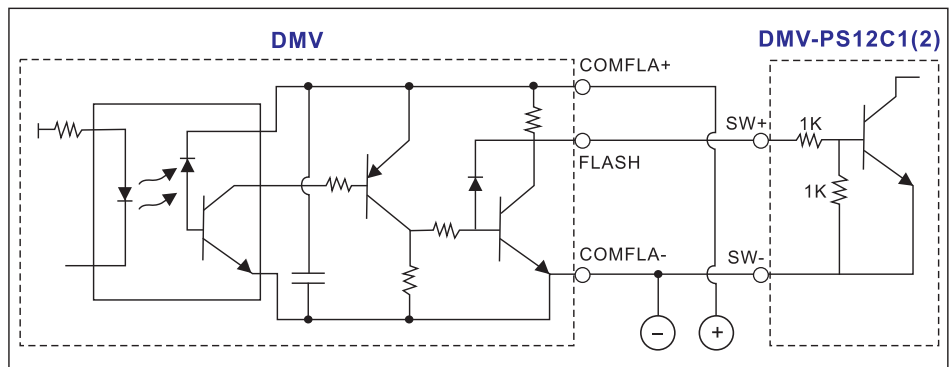 DMV
DMV-PS12C1(2)
COMFLA+
SW+
1K
FLASH
1K
COMFLA-
SW-
−
+